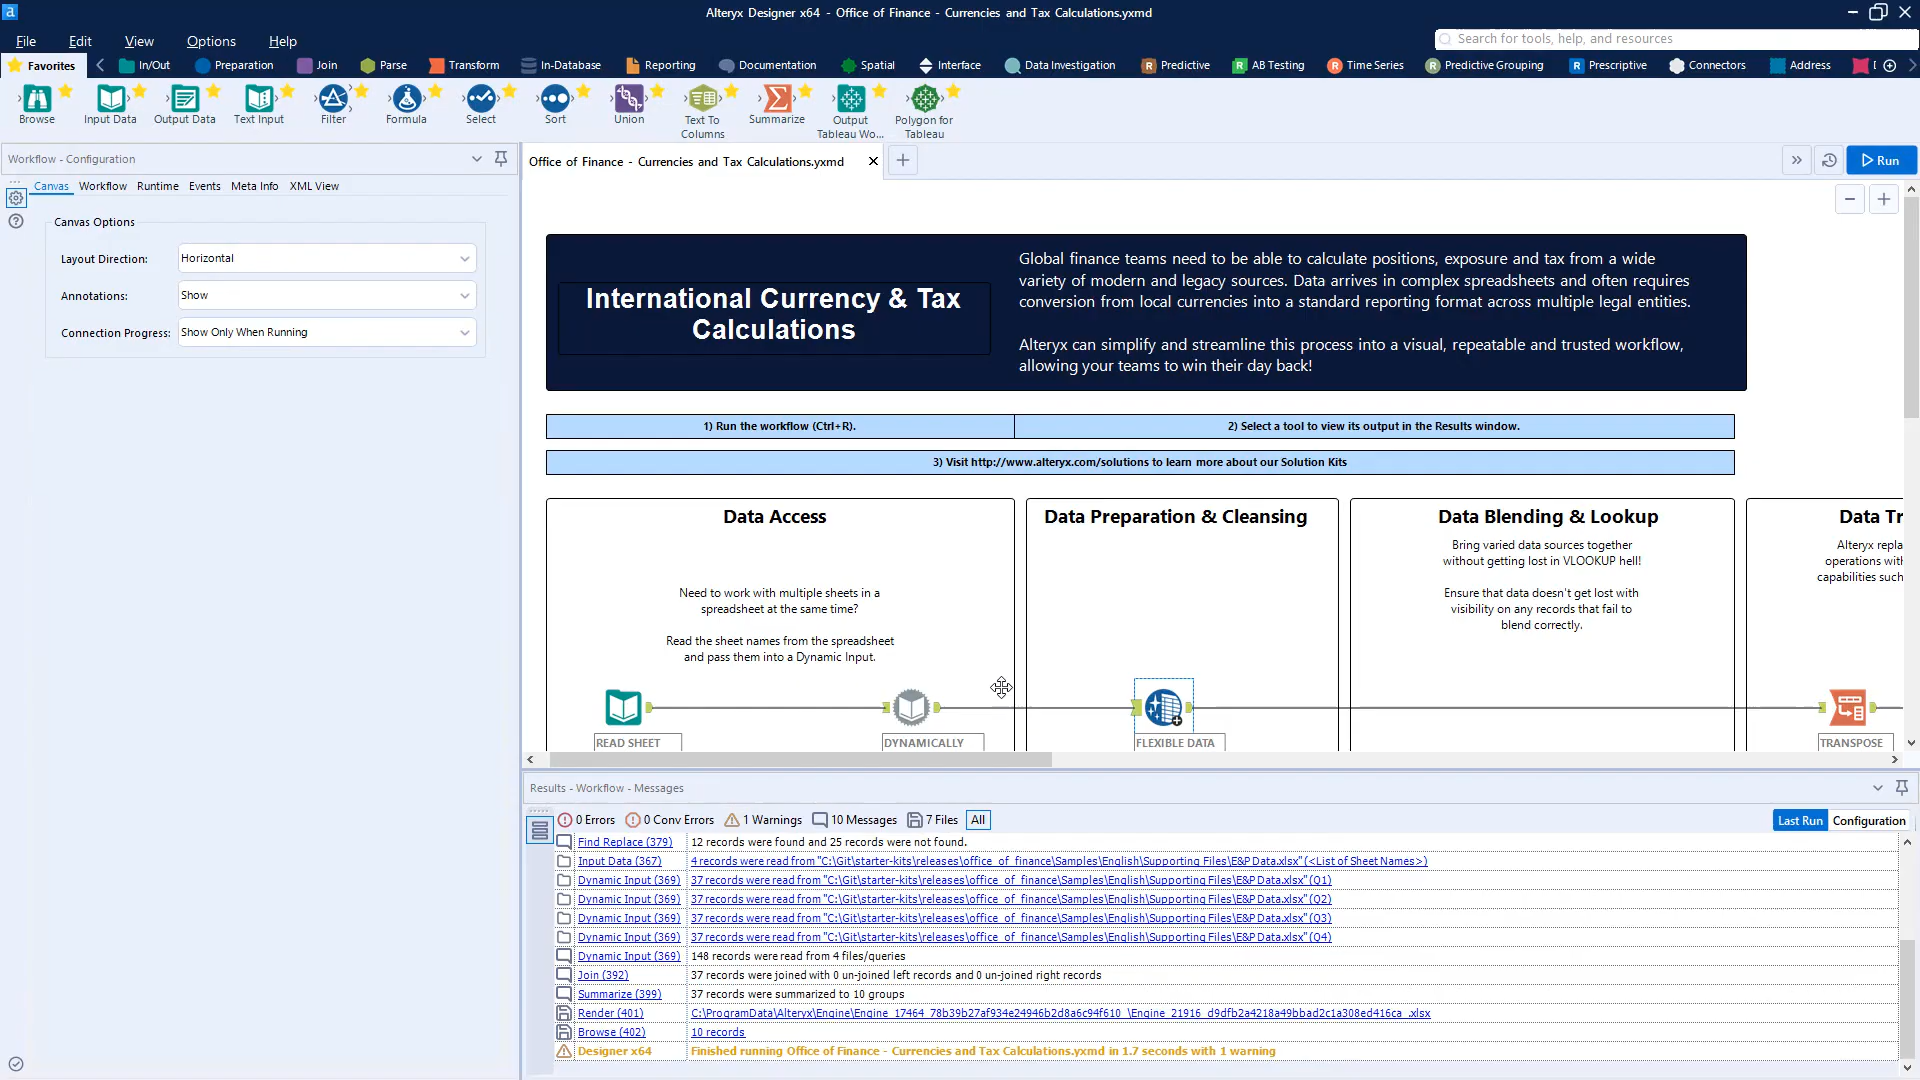 Alteryx Designer x64 - Office of Finance - Currencies and Tax Calculations.yxmd
File Edit View Options Help
Search for tools, help, and resources
Favorites In/Out Preparation Join Parse Transform In-Database Reporting Documentation Spatial Interface Data Investigation Predictive AB Testing Time Series Predictive Grouping Prescriptive Connectors Address
Browse Input Data Output Data Text Input Filter Formula Select Sort Union Text To Columns Summarize Output Tableau Wo... Polygon for Tableau
Workflow - Configuration
Canvas Workflow Runtime Events Meta Info XML View
Canvas Options
Layout Direction: Horizontal
Annotations: Show
Connection Progress: Show Only When Running
Office of Finance - Currencies and Tax Calculations.yxmd
Run
International Currency & Tax
Calculations
Global finance teams need to be able to calculate positions, exposure and tax from a wide
variety of modern and legacy sources. Data arrives in complex spreadsheets and often requires
conversion from local currencies into a standard reporting format across multiple legal entities.
Alteryx can simplify and streamline this process into a visual, repeatable and trusted workflow,
allowing your teams to win their day back!
1) Run the workflow (Ctrl+R).
2) Select a tool to view its output in the Results window.
3) Visit http://www.alteryx.com/solutions to learn more about our Solution Kits
Data Access
Need to work with multiple sheets in a
spreadsheet at the same time?
Read the sheet names from the spreadsheet
and pass them into a Dynamic Input.
READ SHEET
DYNAMICALLY
Data Preparation & Cleansing
FLEXIBLE DATA
Data Blending & Lookup
Bring varied data sources together
without getting lost in VLOOKUP hell!
Ensure that data doesn't get lost with
visibility on any records that fail to
blend correctly.
Data Tr
Alteryx repla
operations with
capabilities such
TRANSPOSE
Results - Workflow - Messages
0 Errors 0 Conv Errors 1 Warnings 10 Messages 7 Files All
Last Run Configuration
Find Replace (379) 12 records were found and 25 records were not found.
Input Data (367) 4 records were read from "C:\Git\starter-kits\releases\office_of_finance\Samples\English\Supporting Files\E&P Data.xlsx" (<List of Sheet Names>)
Dynamic Input (369) 37 records were read from "C:\Git\starter-kits\releases\office_of_finance\Samples\English\Supporting Files\E&P Data.xlsx" (Q1)
Dynamic Input (369) 37 records were read from "C:\Git\starter-kits\releases\office_of_finance\Samples\English\Supporting Files\E&P Data.xlsx" (Q2)
Dynamic Input (369) 37 records were read from "C:\Git\starter-kits\releases\office_of_finance\Samples\English\Supporting Files\E&P Data.xlsx" (Q3)
Dynamic Input (369) 37 records were read from "C:\Git\starter-kits\releases\office_of_finance\Samples\English\Supporting Files\E&P Data.xlsx" (Q4)
Dynamic Input (369) 148 records were read from 4 files/queries
Join (392) 37 records were joined with 0 un-joined left records and 0 un-joined right records
Summarize (399) 37 records were summarized to 10 groups
Render (401) C:\ProgramData\Alteryx\Engine\Engine_17464_78b39b27af934e24946b2d8a6c94f610_\Engine_21916_d9dfb2a4218a49bbad2c1a308ed416ca_.xlsx
Browse (402) 10 records
Designer x64 Finished running Office of Finance - Currencies and Tax Calculations.yxmd in 1.7 seconds with 1 warning